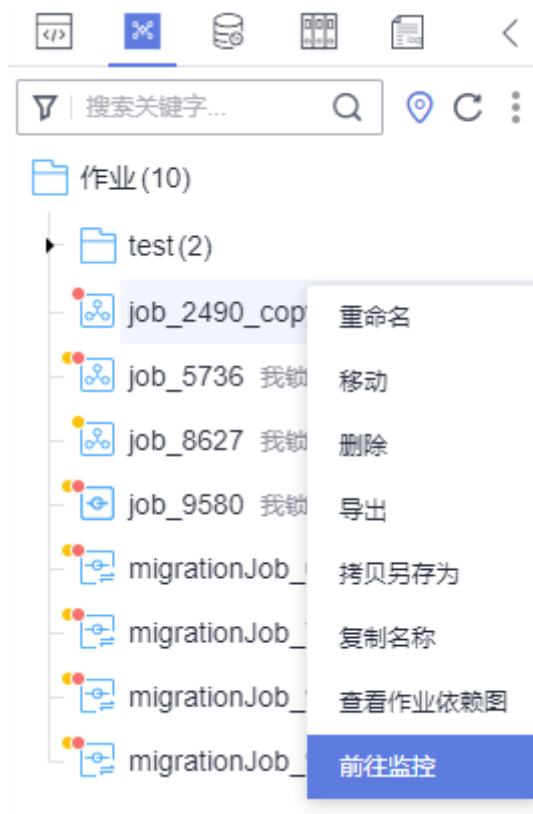 搜索关键字...
作业(10)
test(2)
job_2490_cop
重命名
job_5736 我锁
移动
job_8627 我锁
删除
job_9580 我锁
导出
migrationJob_
拷贝另存为
migrationJob_
复制名称
migrationJob_
查看作业依赖图
migrationJob_
前往监控